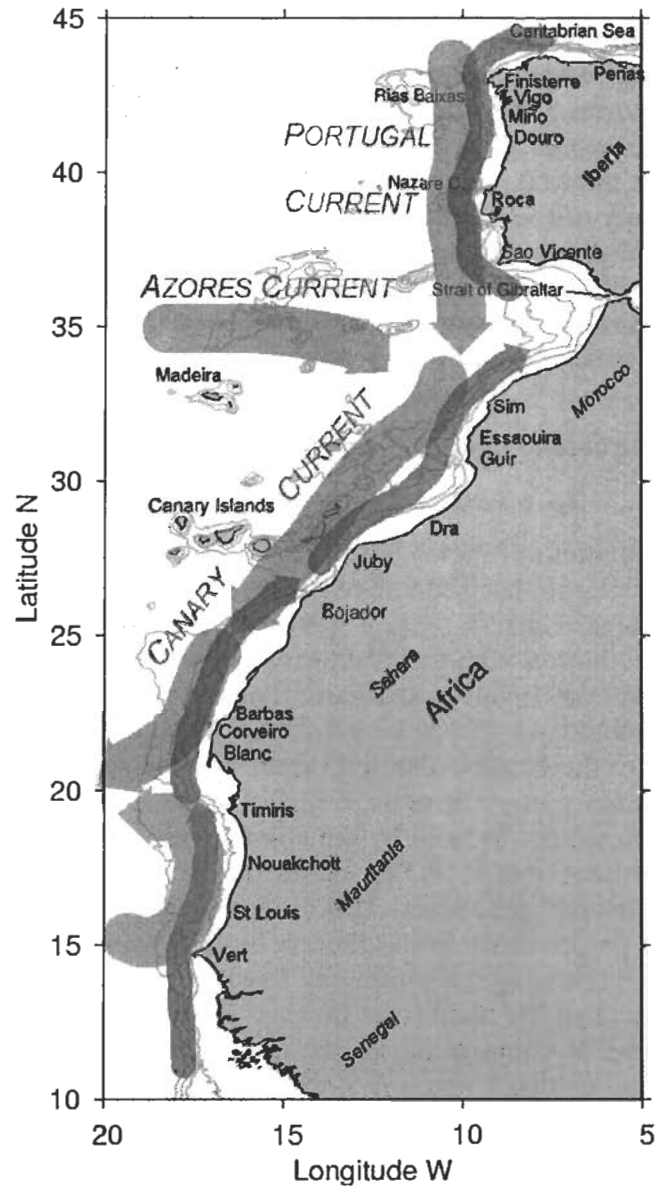 45
Cantabrian Sea
Penas
Finisterre
Rias Baixas
Vigo
Mino
PORTUGAL
Douro
40
Iberia
Nazare C.
CURRENT
Roca
Sao Vicente
AZORES CURRENT
Strait of Gibraltar
35
Madeira
Morocco
Sim
CURRENT
Essaouira
Guir
30
Canary Islands
Dra
Juby
Latitude N
CANARY
Bojador
25
Sahara
Africa
Barbas
Corveiro
Blanc
20
Timiris
Nouakchott
Mauritania
St Louis
15
Vert
Senegal
10
20
15
10
5
Longitude W